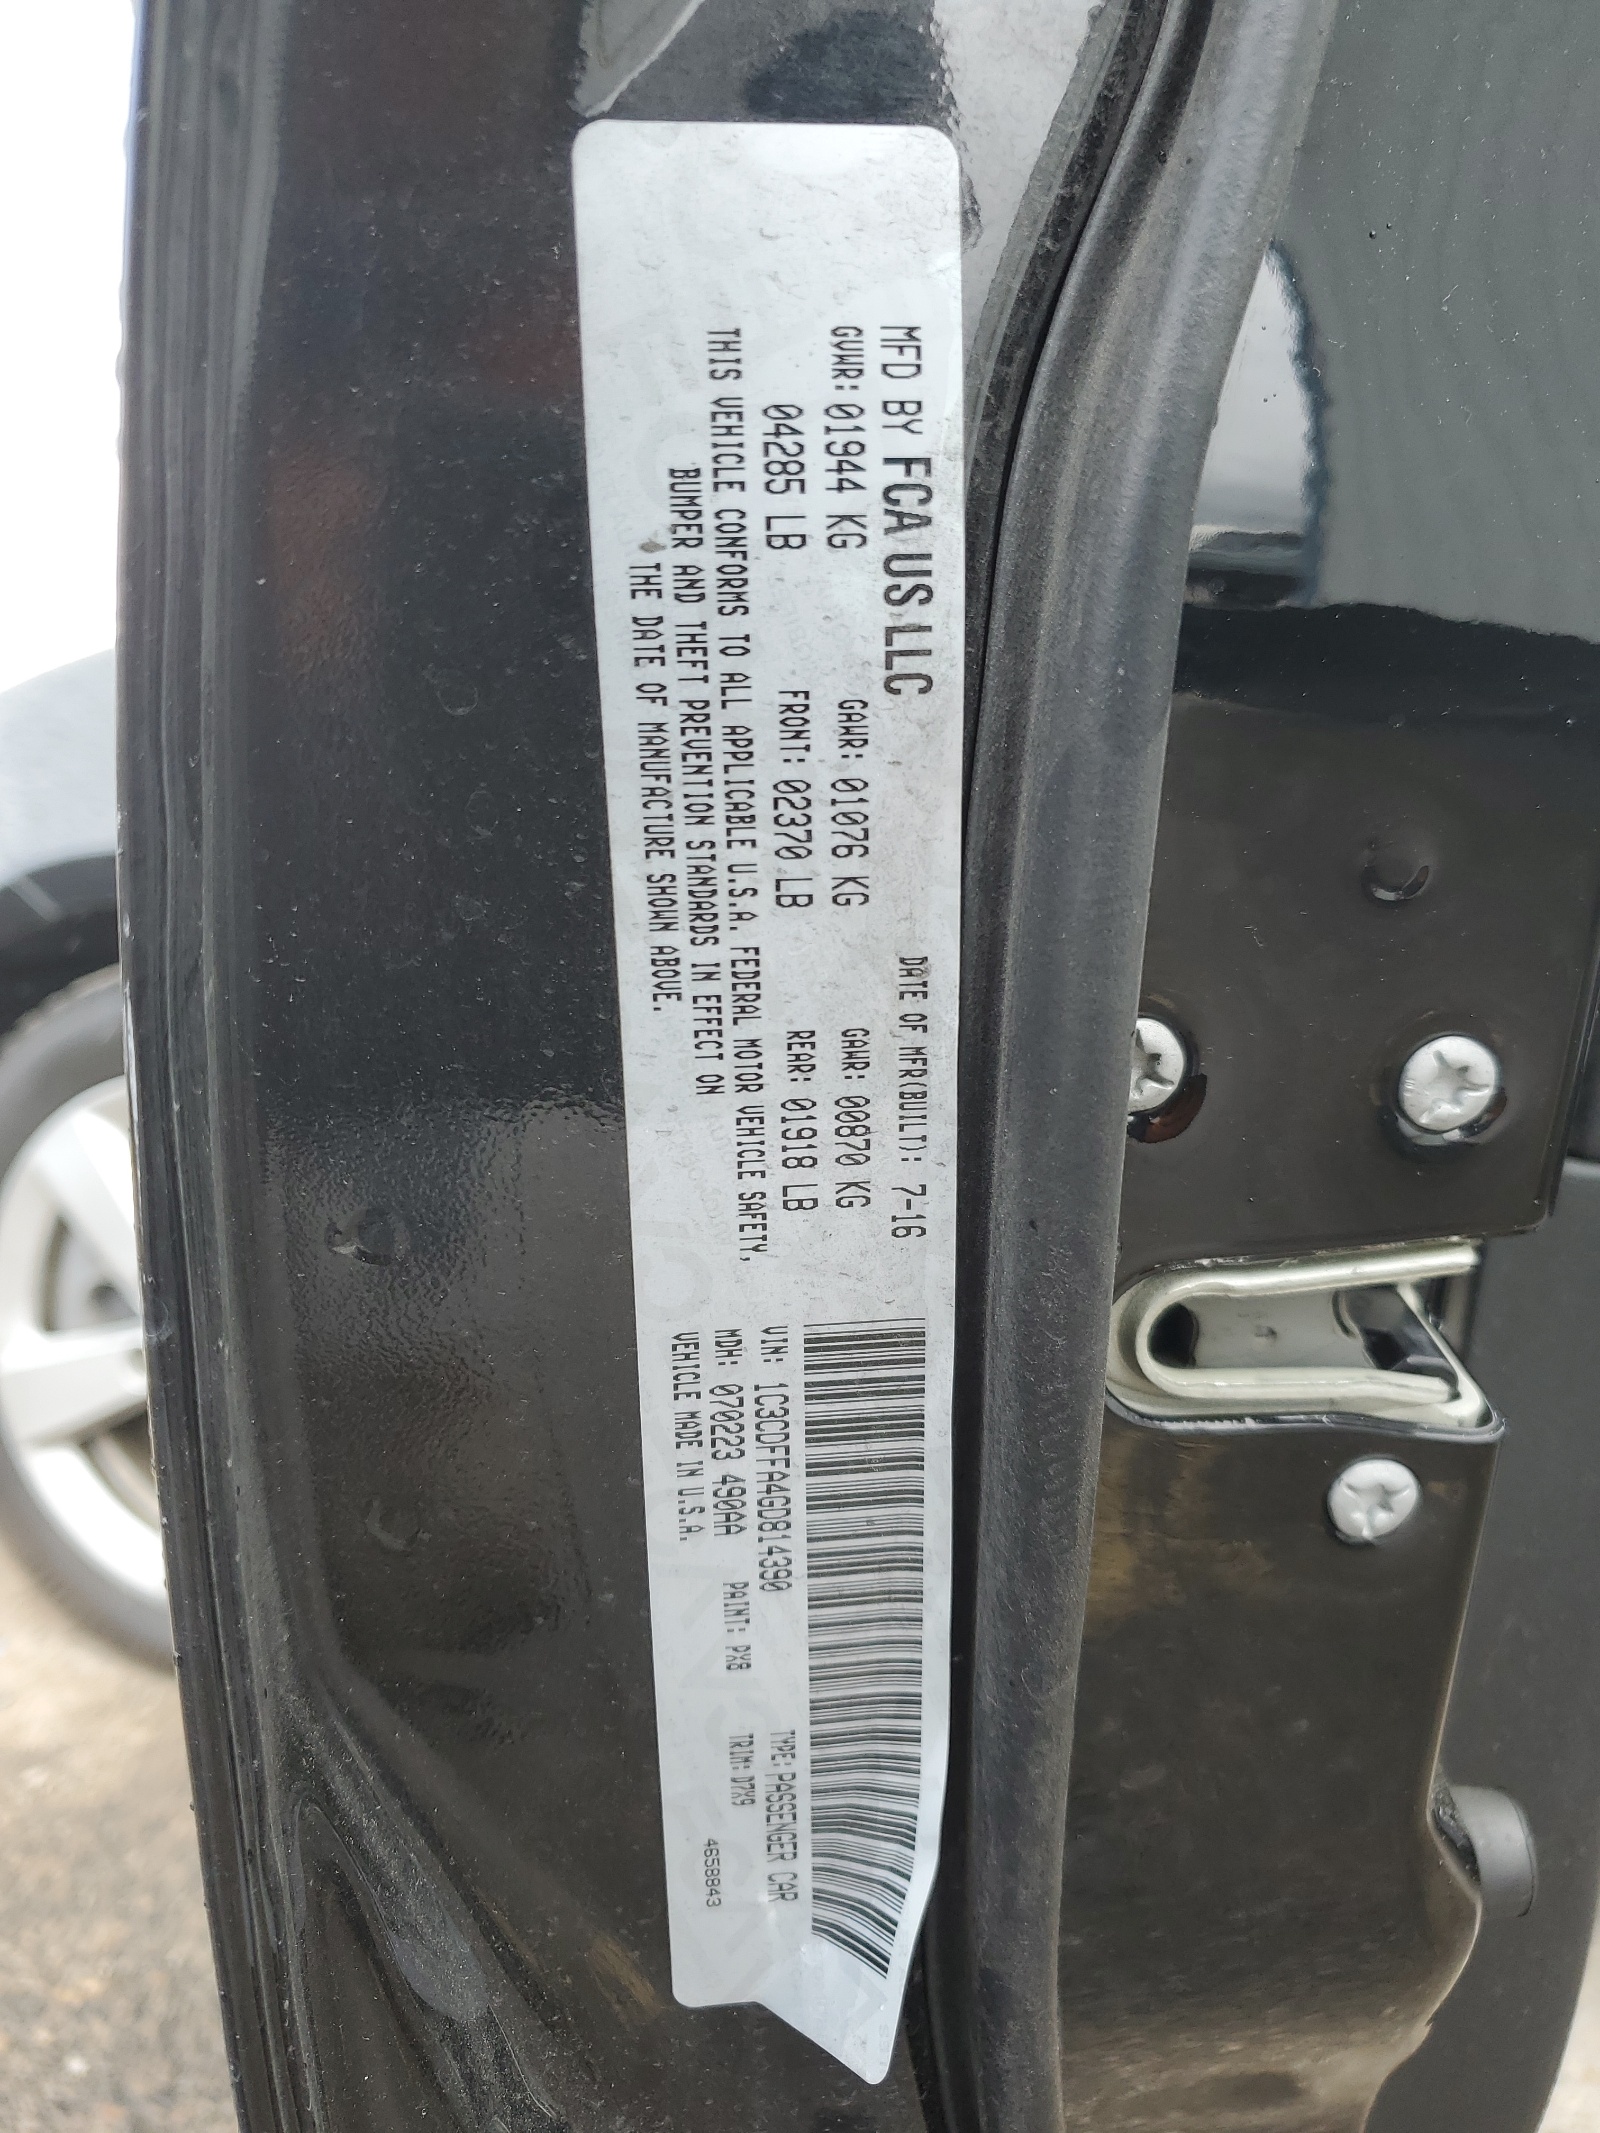 MFD BY FCA US LLC
DATE OF MFR(BUILT): 7-16
GVWR: 01944 KG
04285 LB
GAWR: 01076 KG
FRONT: 02370 LB
GAWR: 00870 KG
REAR: 01918 LB
THIS VEHICLE CONFORMS TO ALL APPLICABLE U.S.A. FEDERAL MOTOR VEHICLE SAFETY,
BUMPER AND THEFT PREVENTION STANDARDS IN EFFECT ON
THE DATE OF MANUFACTURE SHOWN ABOVE.
VIN: 1C3CDFFA4GD814390
TYPE: PASSENGER CAR
MDH: 070223 490AA
PAINT: PX8
TRIM: D7X9
VEHICLE MADE IN U.S.A.
4658843